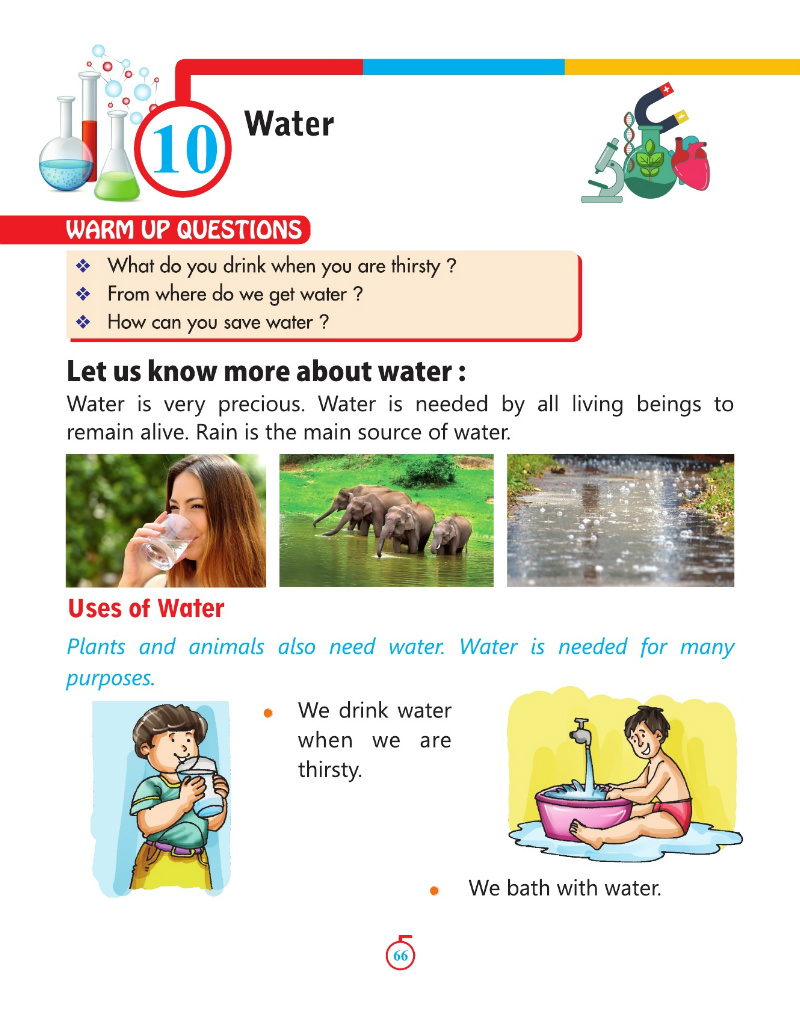 10
Water
WARM UP QUESTIONS
❖ What do you drink when you are thirsty ?
❖ From where do we get water ?
❖ How can you save water ?
Let us know more about water :
Water is very precious. Water is needed by all living beings to
remain alive. Rain is the main source of water.
Uses of Water
Plants and animals also need water. Water is needed for many
purposes.
• We drink water
when we are
thirsty.
• We bath with water.
66